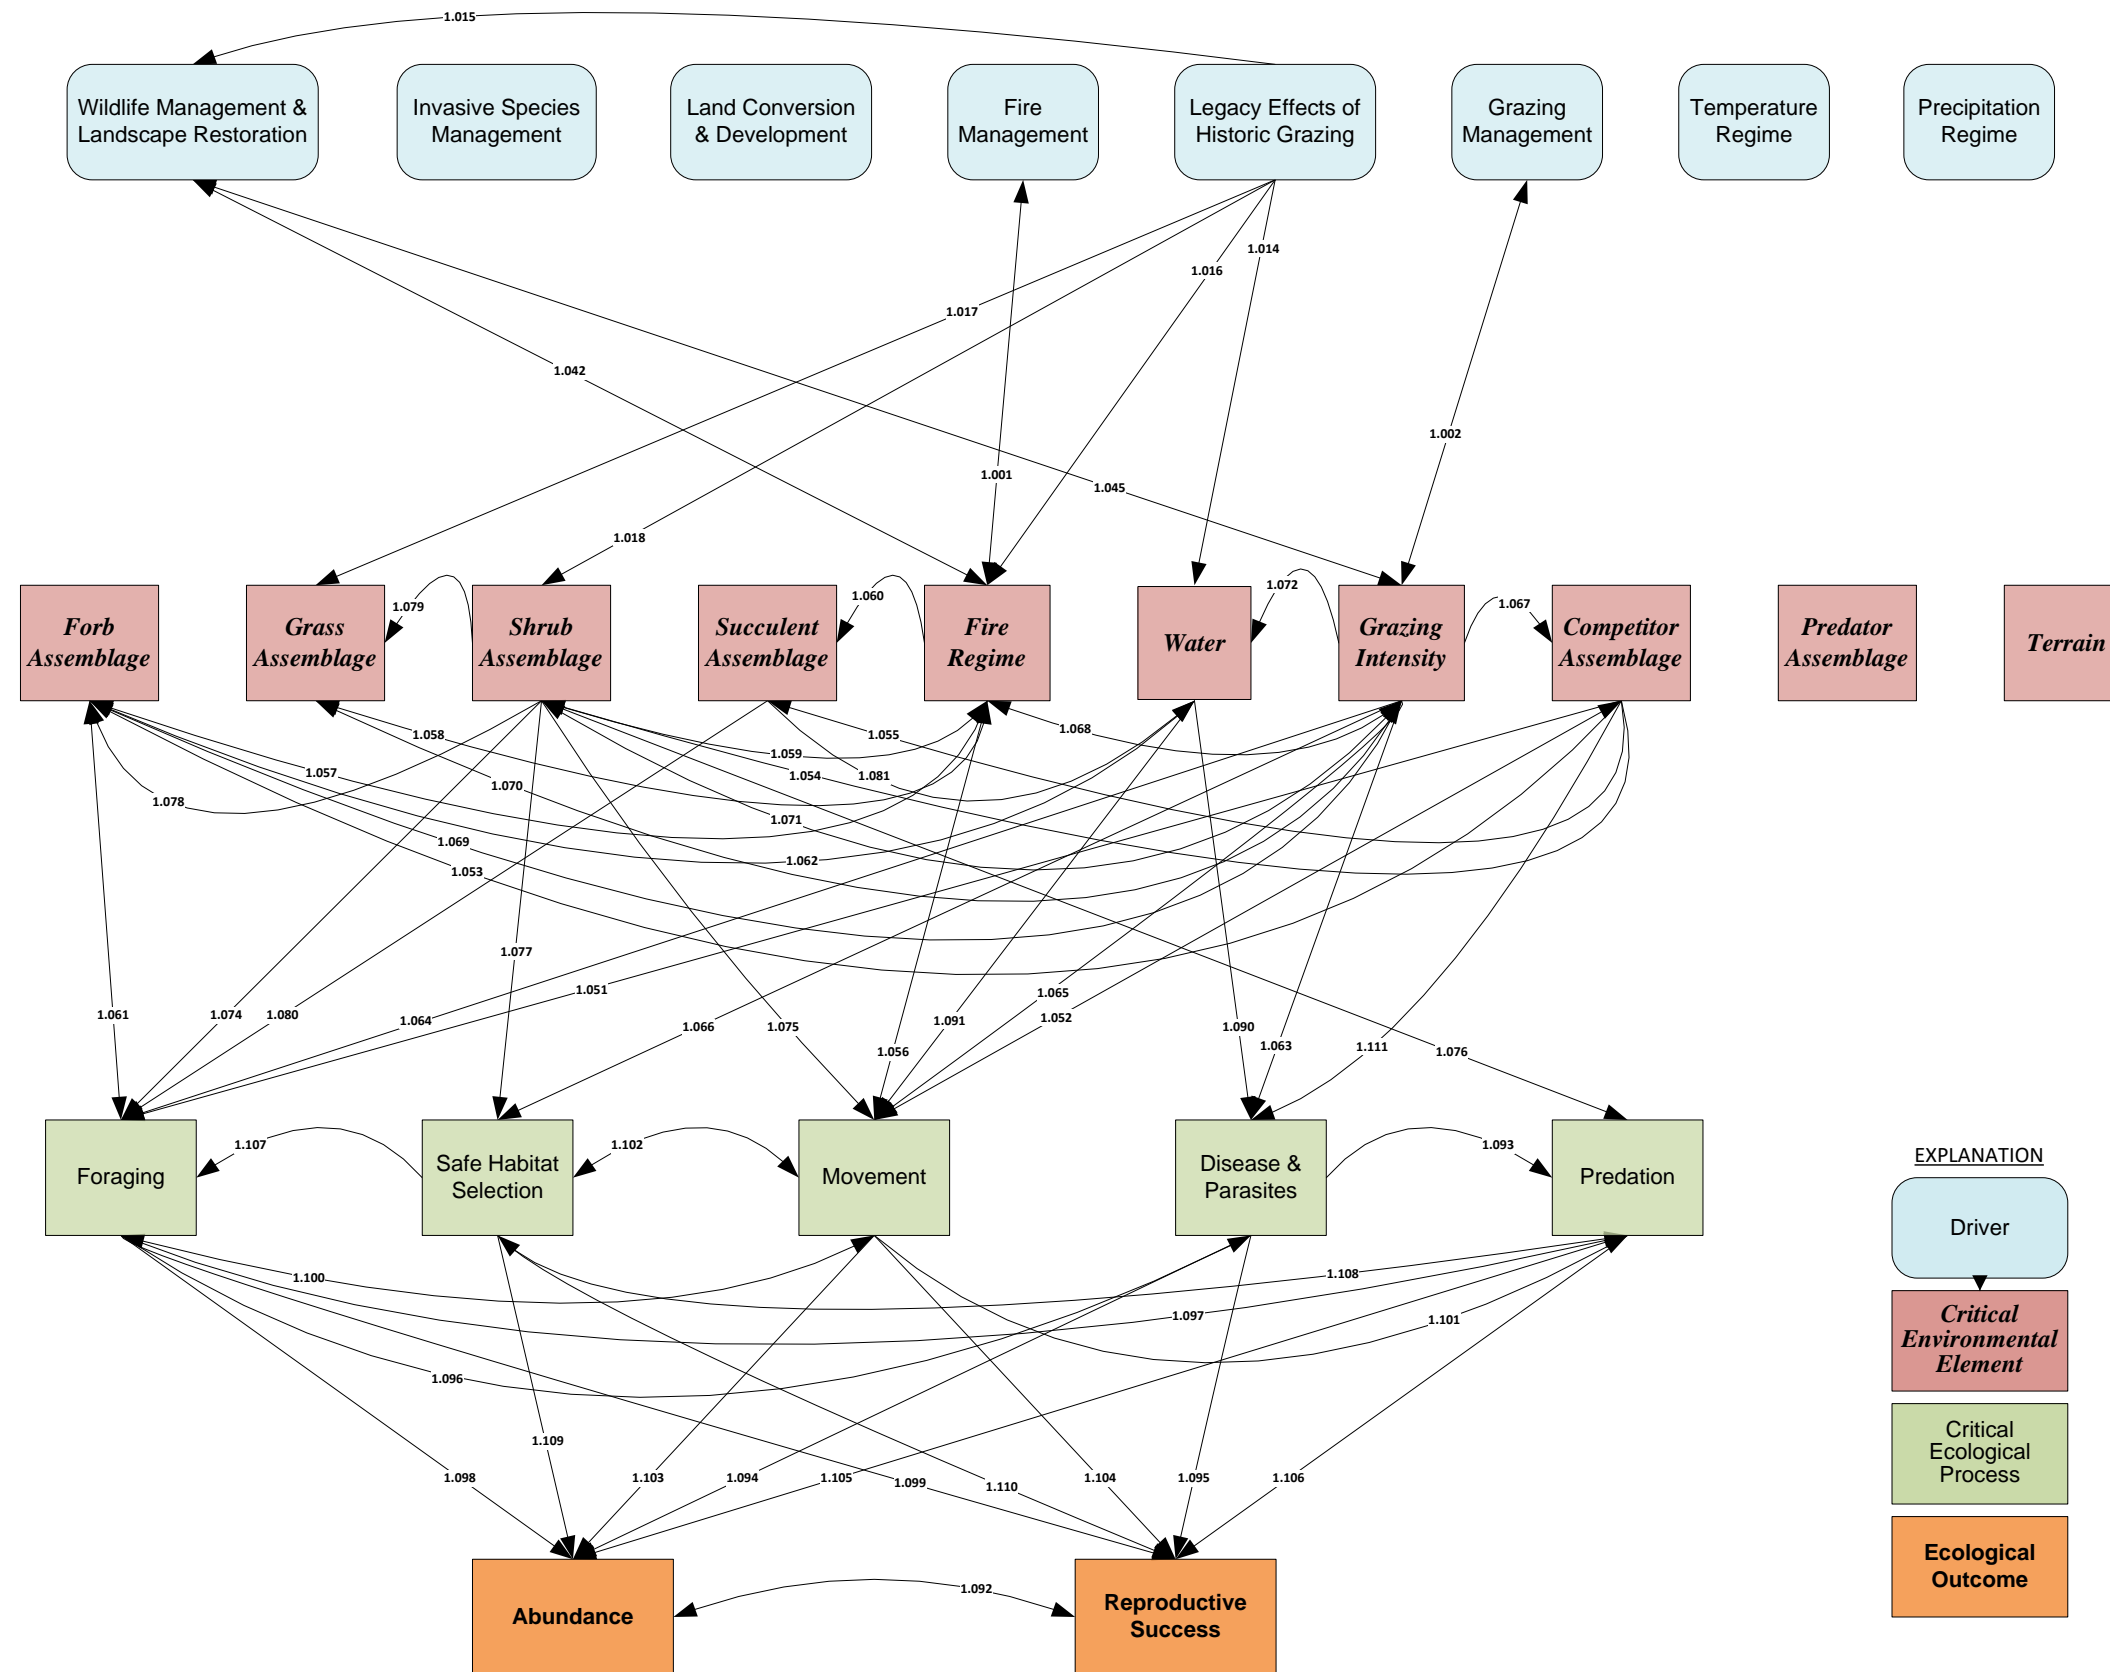 1.015
Wildlife Management &
Landscape Restoration
Invasive Species
Management
Land Conversion
& Development
Fire
Management
Legacy Effects of
Historic Grazing
Grazing
Management
Temperature
Regime
Precipitation
Regime
1.014
1.016
1.017
1.042
1.002
1.001
1.045
1.018
1.079
1.060
1.072
1.067
Forb
Assemblage
Grass
Assemblage
Shrub
Assemblage
Succulent
Assemblage
Fire
Regime
Water
Grazing
Intensity
Competitor
Assemblage
Predator
Assemblage
Terrain
1.058
1.055
1.068
1.059
1.057
1.054
1.081
1.070
1.078
1.071
1.069
1.062
1.053
1.077
1.051
1.065
1.061
1.074
1.080
1.064
1.066
1.075
1.091
1.052
1.090
1.056
1.063
1.111
1.076
Foraging
Safe Habitat
Selection
Movement
Disease &
Parasites
Predation
1.107
1.102
1.093
1.100
1.108
1.097
1.101
1.096
1.109
1.098
1.103
1.094
1.105
1.099
1.110
1.104
1.095
1.106
Abundance
1.092
Reproductive
Success
EXPLANATION
Driver
Critical
Environmental
Element
Critical
Ecological
Process
Ecological
Outcome